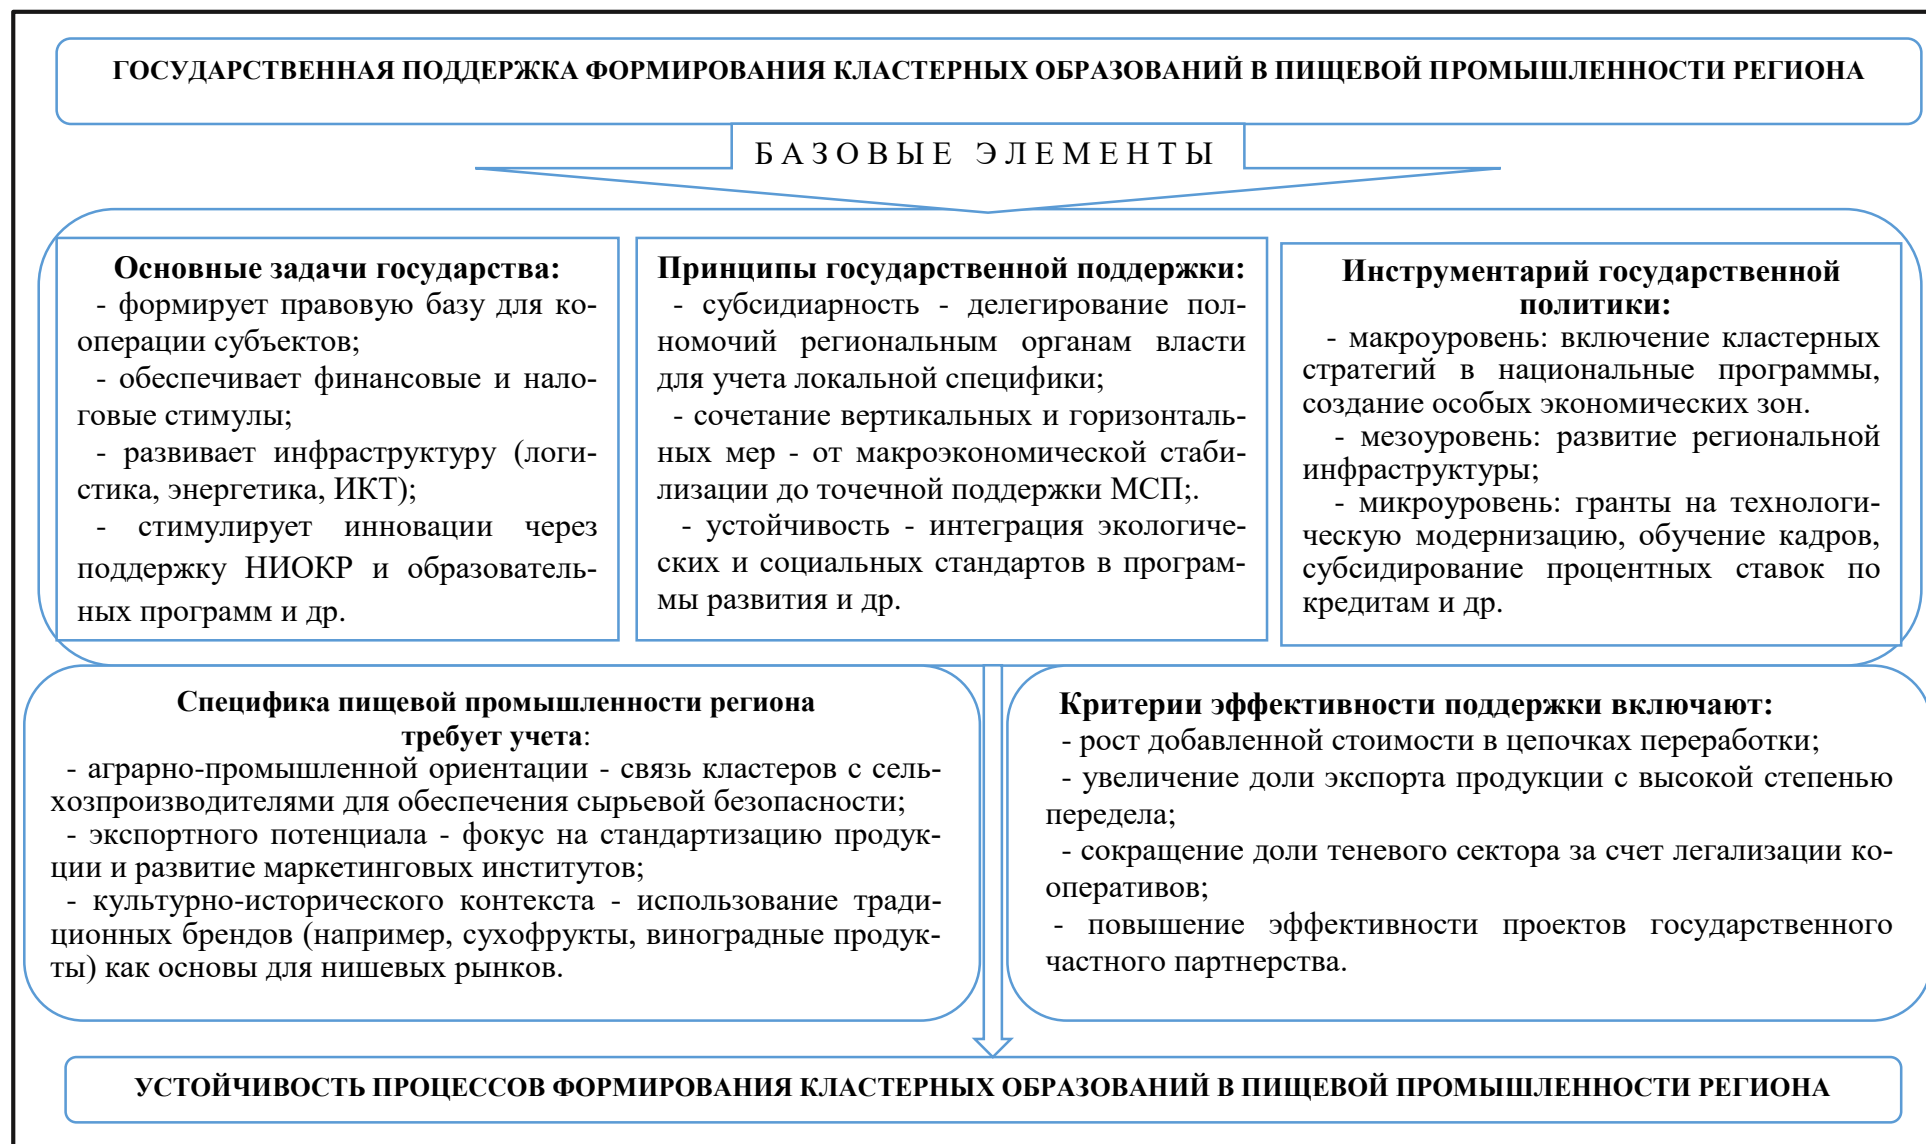 ГОСУДАРСТВЕННАЯ ПОДДЕРЖКА ФОРМИРОВАНИЯ КЛАСТЕРНЫХ ОБРАЗОВАНИЙ В ПИЩЕВОЙ ПРОМЫШЛЕННОСТИ РЕГИОНА
БАЗОВЫЕ ЭЛЕМЕНТЫ
Основные задачи государства:
- формирует правовую базу для ко-
операции субъектов;
- обеспечивает финансовые и нало-
говые стимулы;
- развивает инфраструктуру (логи-
стика, энергетика, ИКТ);
- стимулирует инновации через
поддержку НИОКР и образователь-
ных программ и др.
Принципы государственной поддержки:
- субсидиарность - делегирование пол-
номочий региональным органам власти
для учета локальной специфики;
- сочетание вертикальных и горизонталь-
ных мер - от макроэкономической стаби-
лизации до точечной поддержки МСП;.
- устойчивость - интеграция экологиче-
ских и социальных стандартов в програм-
мы развития и др.
Инструментарий государственной
политики:
- макроуровень: включение кластерных
стратегий в национальные программы,
создание особых экономических зон.
- мезоуровень: развитие региональной
инфраструктуры;
- микроуровень: гранты на технологи-
ческую модернизацию, обучение кадров,
субсидирование процентных ставок по
кредитам и др.
Специфика пищевой промышленности региона
требует учета:
- аграрно-промышленной ориентации - связь кластеров с сель-
хозпроизводителями для обеспечения сырьевой безопасности;
- экспортного потенциала - фокус на стандартизацию продук-
ции и развитие маркетинговых институтов;
- культурно-исторического контекста - использование тради-
ционных брендов (например, сухофрукты, виноградные продук-
ты) как основы для нишевых рынков.
Критерии эффективности поддержки включают:
- рост добавленной стоимости в цепочках переработки;
- увеличение доли экспорта продукции с высокой степенью
передела;
- сокращение доли теневого сектора за счет легализации ко-
оперативов;
- повышение эффективности проектов государственного
частного партнерства.
УСТОЙЧИВОСТЬ ПРОЦЕССОВ ФОРМИРОВАНИЯ КЛАСТЕРНЫХ ОБРАЗОВАНИЙ В ПИЩЕВОЙ ПРОМЫШЛЕННОСТИ РЕГИОНА